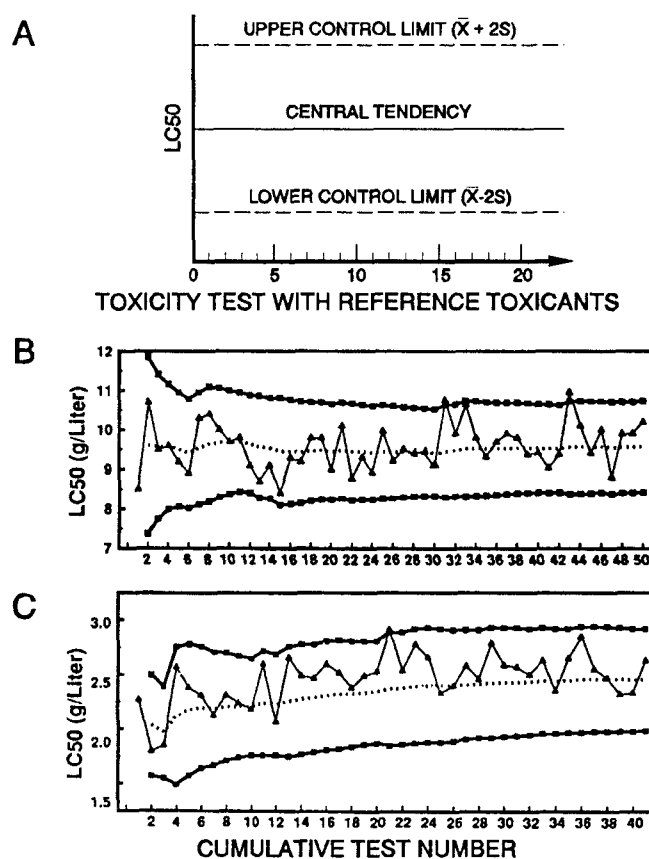 A
UPPER CONTROL LIMIT (X̄ + 2S)
CENTRAL TENDENCY
LOWER CONTROL LIMIT (X̄-2S)
LC50
0 5 10 15 20
TOXICITY TEST WITH REFERENCE TOXICANTS
B
12
11
10
9
8
7
LC50 (g/Liter)
2 4 6 8 10 12 14 16 18 20 22 24 26 28 30 32 34 36 38 40 42 44 46 48 50
C
3.0
2.5
2.0
1.5
LC50 (g/Liter)
2 4 6 8 10 12 14 16 18 20 22 24 26 28 30 32 34 36 38 40
CUMULATIVE TEST NUMBER